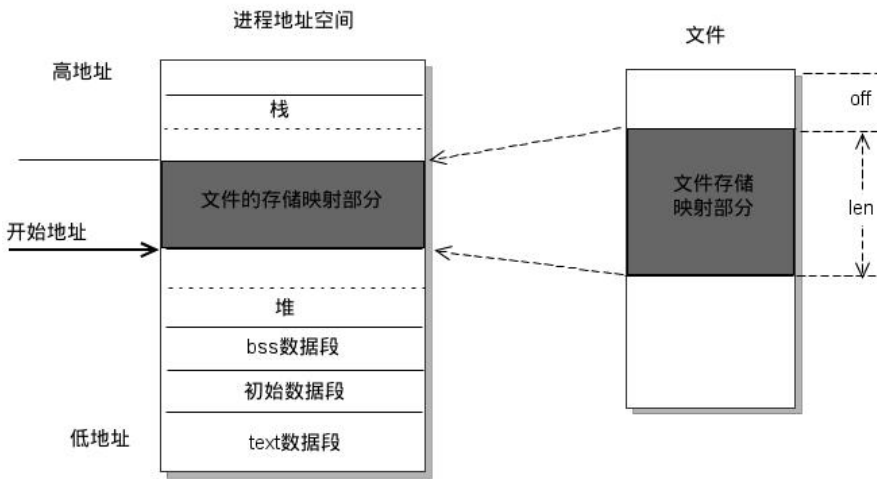 进程地址空间
文件
高地址
栈
off
文件的存储映射部分
文件存储
映射部分
len
开始地址
堆
bss数据段
初始数据段
低地址
text数据段